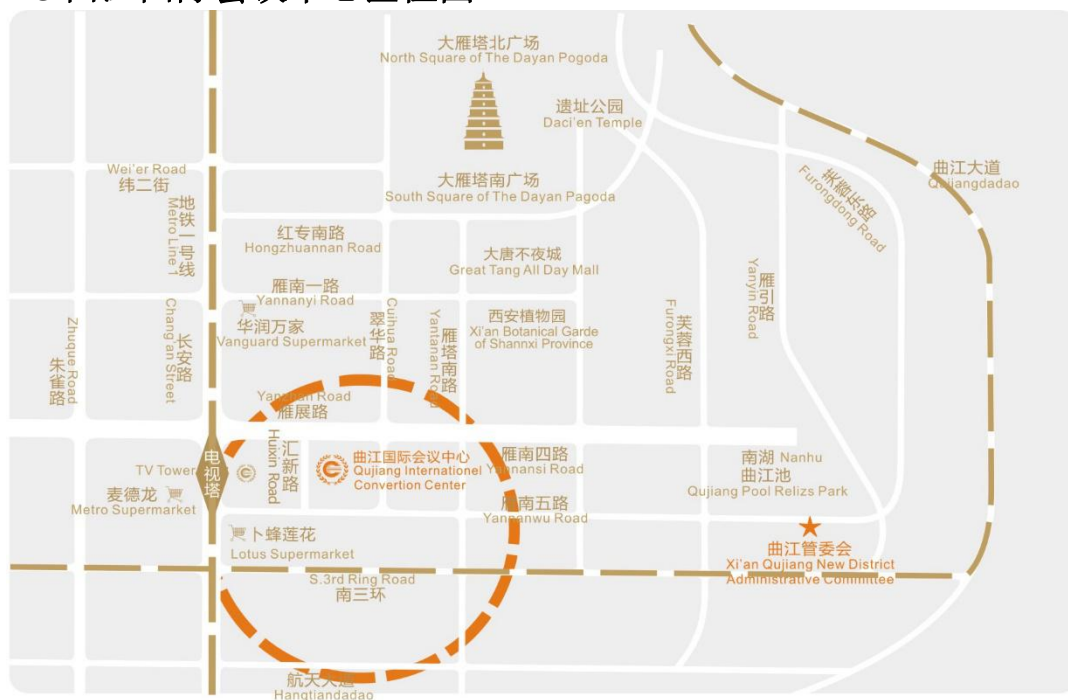 大雁塔北广场
North Square of The Dayan Pogoda
遗址公园
Daci'en Temple
Wei'er Road
纬二街
大雁塔南广场
South Square of The Dayan Pagoda
曲江大道
Qujiangdadao
芙蓉东路
Furongdong Road
地铁一号线
Metro Line 1
红专南路
Hongzhuannan Road
大唐不夜城
Great Tang All Day Mall
雁南一路
Yannanyi Road
华润万家
Vanguard Supermarket
翠华路
Cuihua Road
雁塔南路
Yantanan Road
西安植物园
Xi'an Botanical Garde
of Shannxi Province
芙蓉西路
Furongxi Road
雁引路
Yanyin Road
朱雀路
Zhuque Road
长安路
Chang'an Street
Yanzhan Road
雁展路
电视塔
TV Tower
汇新路
Huixin Road
曲江国际会议中心
Qujiang Internationel
Convertion Center
雁南四路
Yannansi Road
南湖 Nanhu
曲江池
Qujiang Pool Relizs Park
麦德龙
Metro Supermarket
雁南五路
Yannanwu Road
卜蜂莲花
Lotus Supermarket
曲江管委会
Xi'an Qujiang New District
Administrative Committee
S.3rd Ring Road
南三环
航天大道
Hangtiandadao